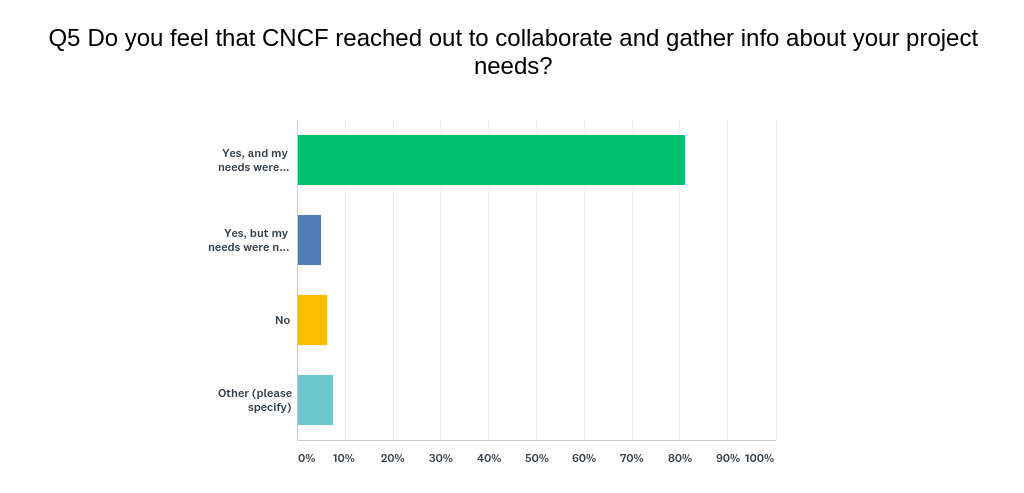 Q5 Do you feel that CNCF reached out to collaborate and gather info about your project
needs?
Yes, and my
needs were...
Yes, but my
needs were n...
No
Other (please
specify)
0% 10% 20% 30% 40% 50% 60% 70% 80% 90% 100%